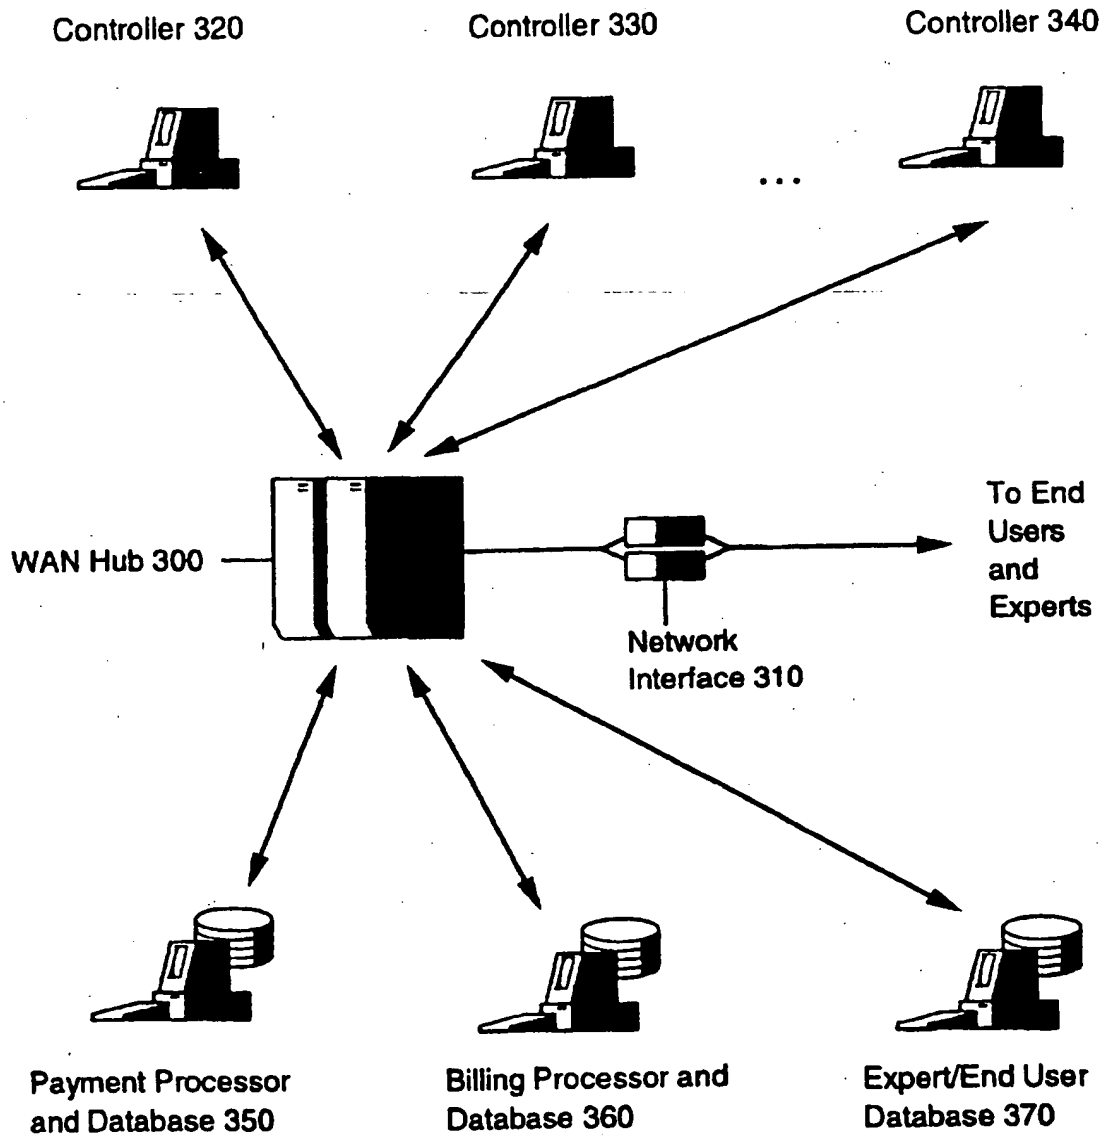 Controller 320
Controller 330
Controller 340
...
To End
Users
and
Experts
WAN Hub 300
Network
Interface 310
Payment Processor
and Database 350
Billing Processor and
Database 360
Expert/End User
Database 370